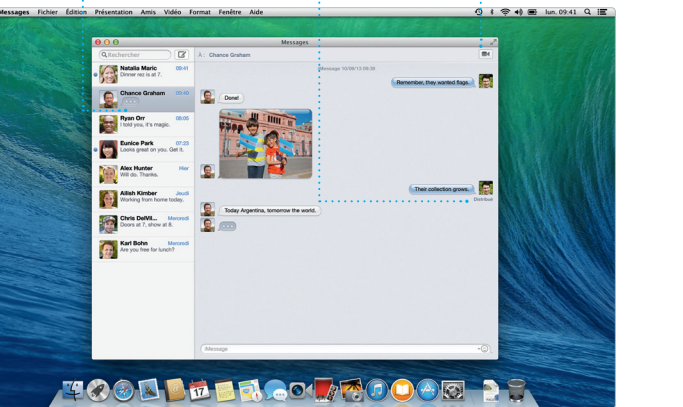 Messages Fichier Édition Présentation Amis Vidéo Format Fenêtre Aide
lun. 09:41
Messages
Rechercher
À : Chance Graham
Natalia Maric 09:41
Dinner rez is at 7.
Chance Graham 09:40
Ryan Orr 08:05
I told you, it's magic.
Eunice Park 07:23
Looks great on you. Get it.
Alex Hunter Hier
Will do. Thanks.
Ailish Kimber Jeudi
Working from home today.
Chris DelVil... Mercredi
Doors at 7, show at 8.
Karl Bohn Mercredi
Are you free for lunch?
iMessage 10/09/13 09:39
Remember, they wanted flags.
Done!
Their collection grows.
Distribué
Today Argentina, tomorrow the world.
iMessage
17